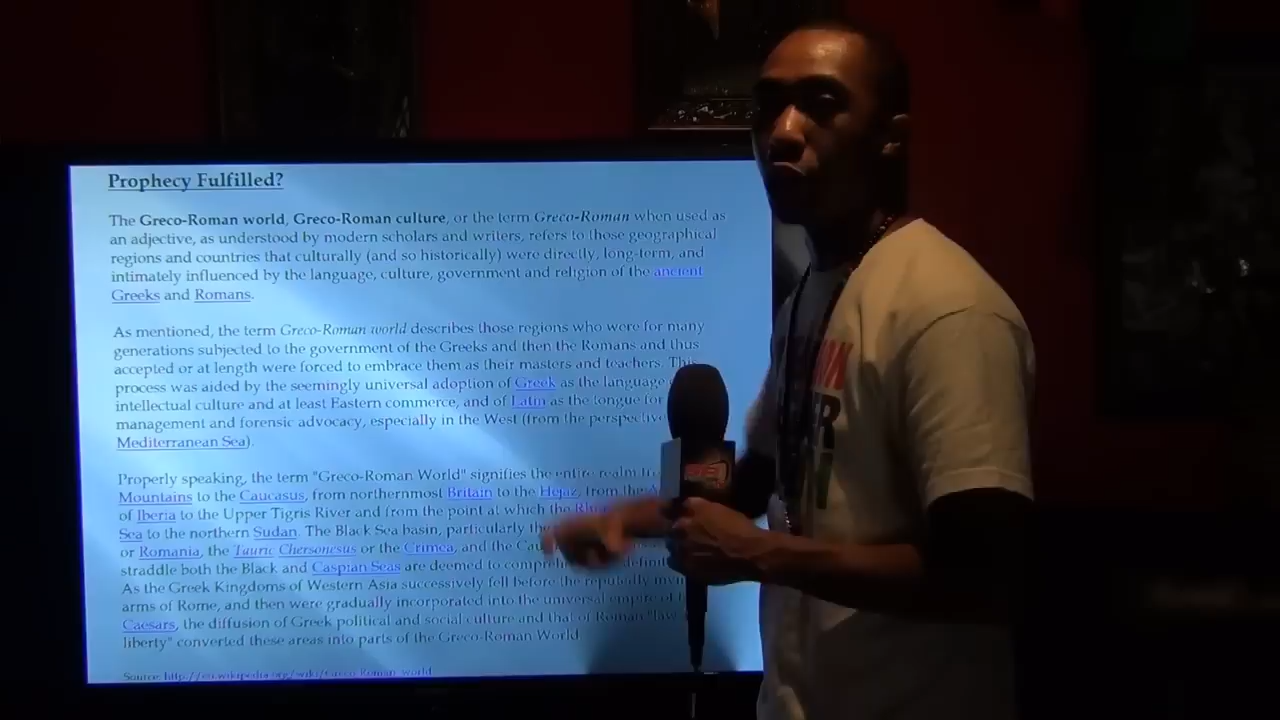 Prophecy Fulfilled?
The Greco-Roman world, Greco-Roman culture, or the term Greco-Roman when used as
an adjective, as understood by modern scholars and writers, refers to those geographical
regions and countries that culturally (and so historically) were directly, long-term, and
intimately influenced by the language, culture, government and religion of the ancient
Greeks and Romans.
As mentioned, the term Greco-Roman world describes those regions who were for many
generations subjected to the government of the Greeks and then the Romans and thus
accepted or at length were forced to embrace them as their masters and teachers. This
process was aided by the seemingly universal adoption of Greek as the language
intellectual culture and at least Eastern commerce, and of Latin as the tongue for
management and forensic advocacy, especially in the West (from the perspective
Mediterranean Sea).
Properly speaking, the term "Greco-Roman World" signifies the entire realm
Mountains to the Caucasus, from northernmost Britain to the Hejaz, from the
of Iberia to the Upper Tigris River and from the point at which the
Sea to the northern Sudan. The Black Sea basin, particularly
or Romania, the Tauric Chersonesus or the Crimea, and the
straddle both the Black and Caspian Seas are deemed to
As the Greek Kingdoms of Western Asia successively fell before the reputedly
arms of Rome, and then were gradually incorporated into the universal empire of
Caesars, the diffusion of Greek political and social culture and that of Roman "law
liberty" converted these areas into parts of the Greco-Roman World
Source: http://en.wikipedia.org/wiki/Greco-Roman_world